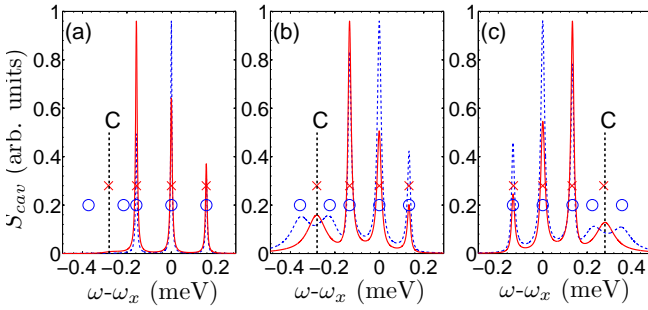 (a) (b) (c)
C C C
1
0.8
0.6
0.4
0.2
0
S_cav (arb. units)
−0.4 −0.2 0 0.2
−0.4 −0.2 0 0.2
0 0.2 0.4
ω-ω_x (meV) ω-ω_x (meV) ω-ω_x (meV)